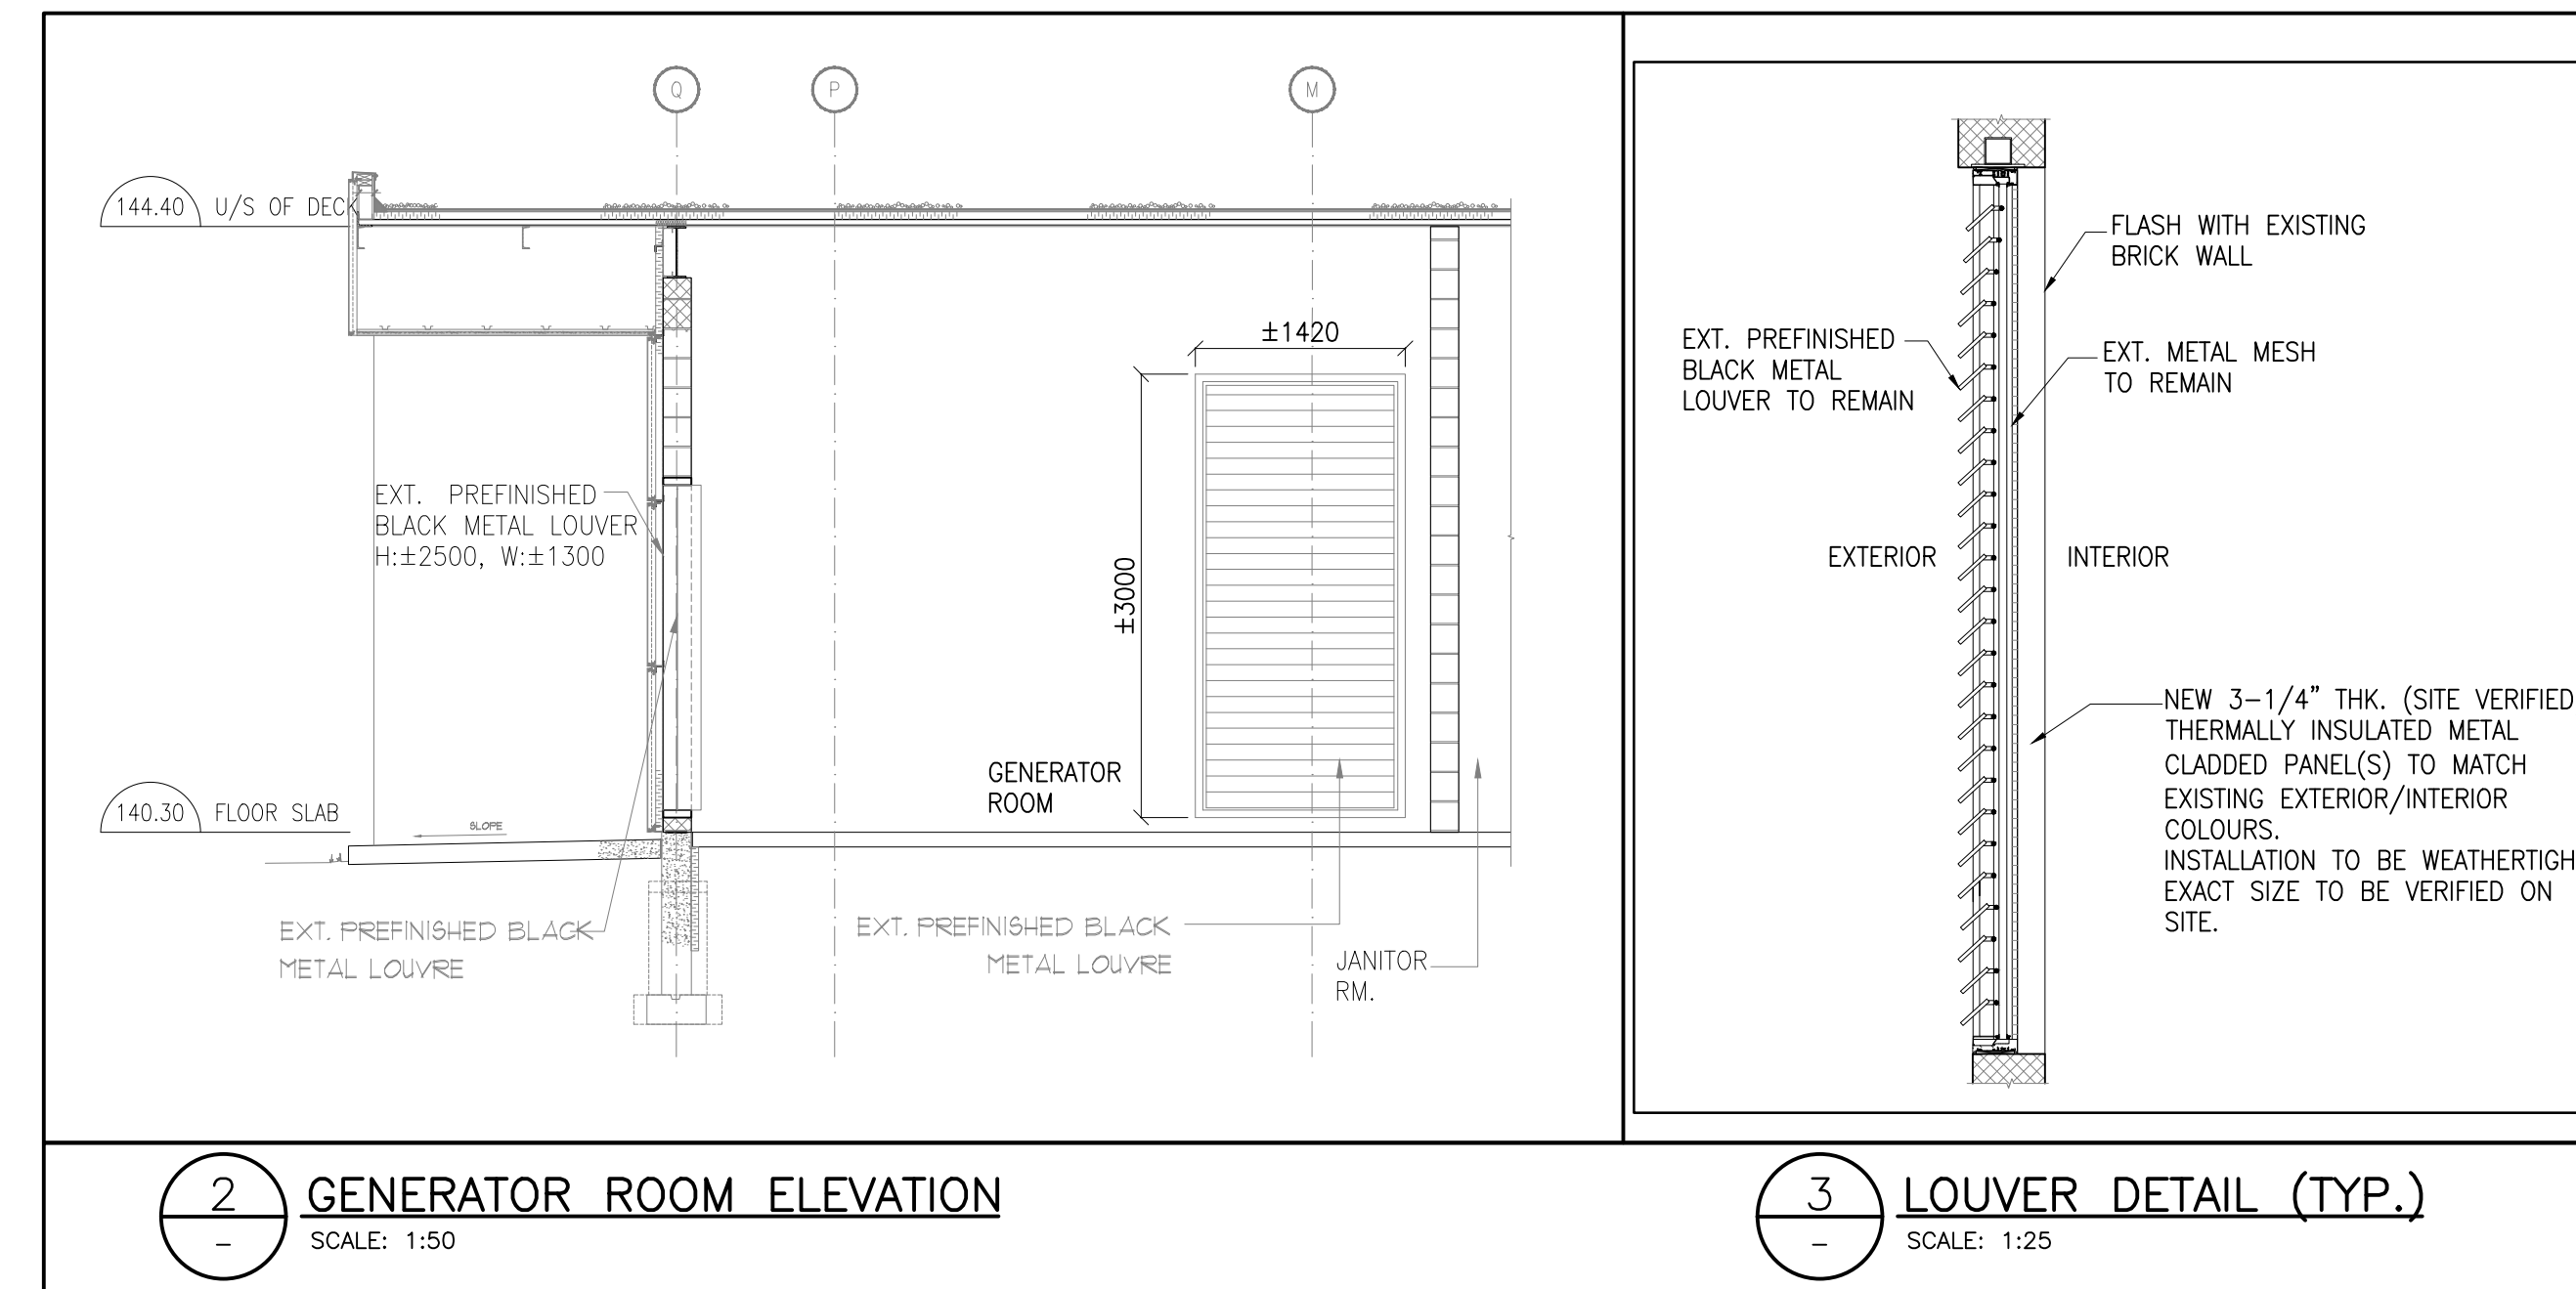 Q
P
M
144.40 U/S OF DECK
±1420
EXT. PREFINISHED
BLACK METAL LOUVER
H:±2500, W:±1300
±3000
GENERATOR
ROOM
140.30 FLOOR SLAB
SLOPE
EXT. PREFINISHED BLACK
METAL LOUVRE
EXT. PREFINISHED BLACK
METAL LOUVRE
JANITOR
RM.
2
-
GENERATOR ROOM ELEVATION
SCALE: 1:50
FLASH WITH EXISTING
BRICK WALL
EXT. PREFINISHED
BLACK METAL
LOUVER TO REMAIN
EXT. METAL MESH
TO REMAIN
EXTERIOR
INTERIOR
NEW 3-1/4” THK. (SITE VERIFIED
THERMALLY INSULATED METAL
CLADDED PANEL(S) TO MATCH
EXISTING EXTERIOR/INTERIOR
COLOURS.
INSTALLATION TO BE WEATHERTIGH
EXACT SIZE TO BE VERIFIED ON
SITE.
3
-
LOUVER DETAIL (TYP.)
SCALE: 1:25